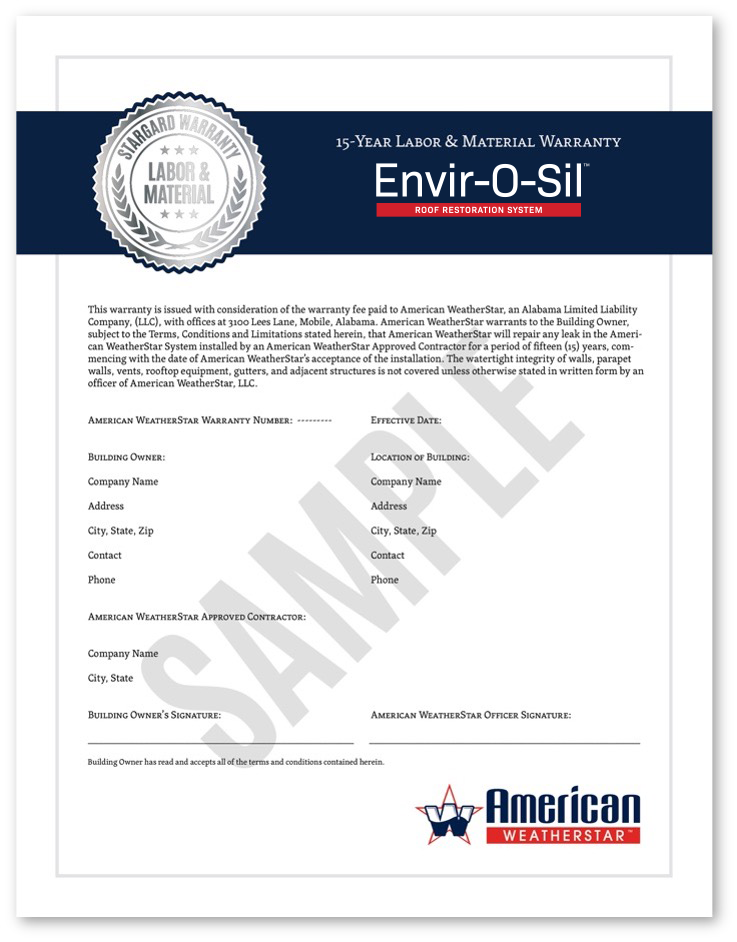 STARGARD WARRANTY
LABOR &
MATERIAL
15-Year Labor & Material Warranty
Envir-O-Sil™
ROOF RESTORATION SYSTEM
This warranty is issued with consideration of the warranty fee paid to American WeatherStar, an Alabama Limited Liability
Company, (LLC), with offices at 3100 Lees Lane, Mobile, Alabama. American WeatherStar warrants to the Building Owner,
subject to the Terms, Conditions and Limitations stated herein, that American WeatherStar will repair any leak in the Ameri-
can WeatherStar System installed by an American WeatherStar Approved Contractor for a period of fifteen (15) years, com-
mencing with the date of American WeatherStar's acceptance of the installation. The watertight integrity of walls, parapet
walls, vents, rooftop equipment, gutters, and adjacent structures is not covered unless otherwise stated in written form by an
officer of American WeatherStar, LLC.
American WeatherStar Warranty Number: ---------
Effective Date:
Building Owner:
Location of Building:
Company Name
Company Name
Address
Address
City, State, Zip
City, State, Zip
Contact
Contact
Phone
Phone
American WeatherStar Approved Contractor:
Company Name
City, State
Building Owner's Signature:
American WeatherStar Officer Signature:
Building Owner has read and accepts all of the terms and conditions contained herein.
SAMPLE
W
American
WEATHERSTAR™